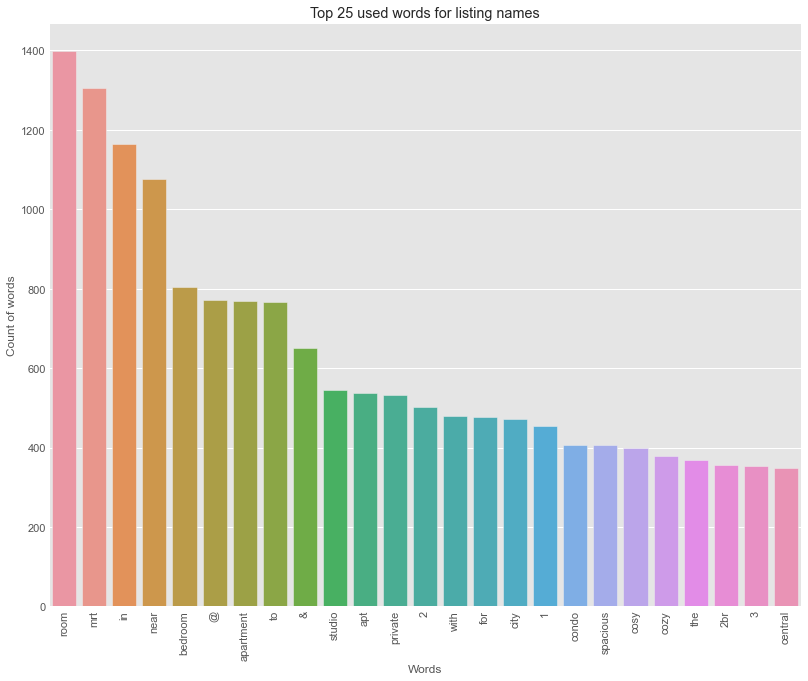 Top 25 used words for listing names
Count of words
1400
1200
1000
800
600
400
200
0
room
mrt
in
near
bedroom
@
apartment
to
&
studio
apt
private
2
with
for
city
1
condo
spacious
cosy
cozy
the
2br
3
central
Words